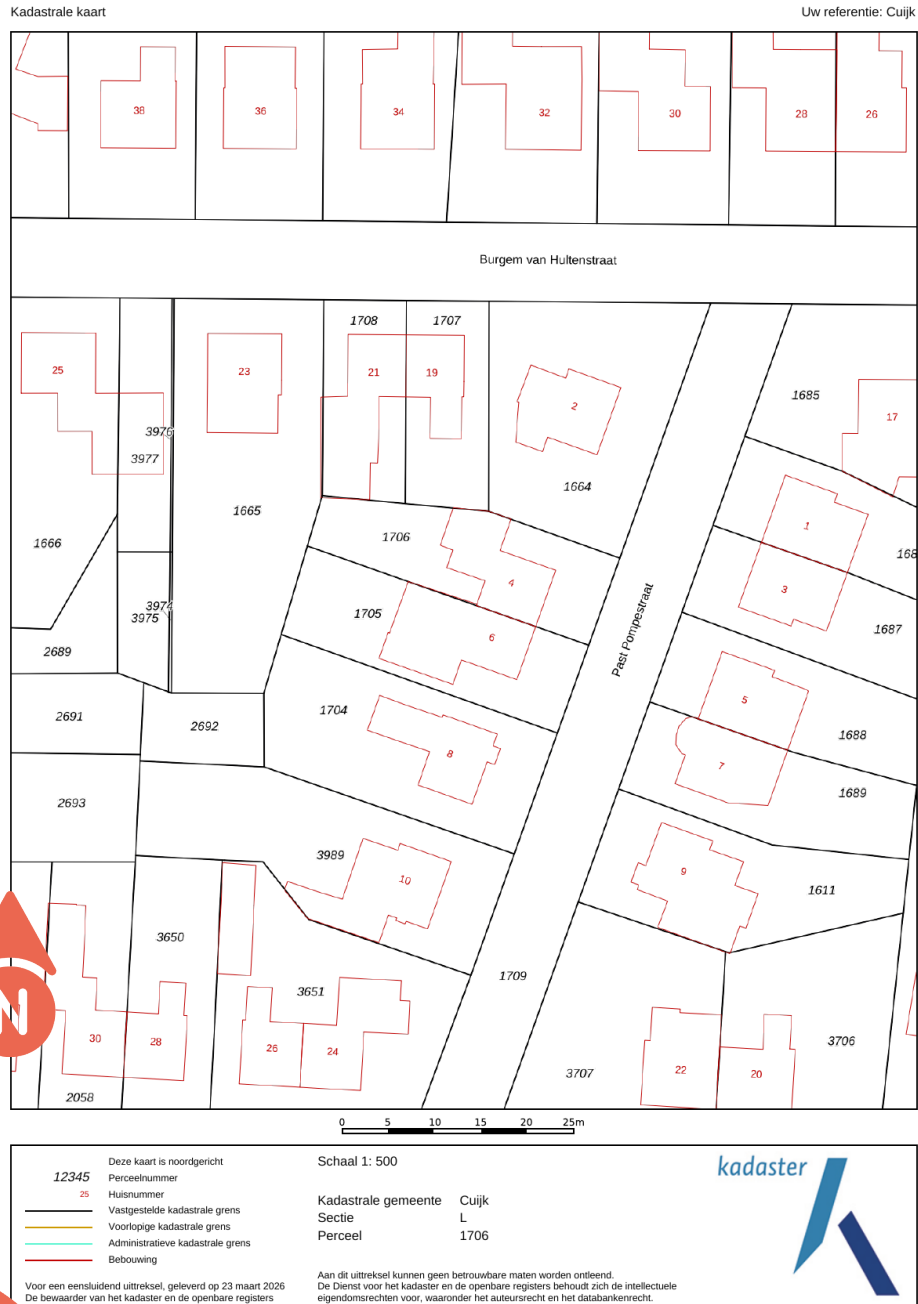 Kadastrale kaart
Uw referentie: Cuijk
38
36
34
32
30
28
26
Burgem van Hultenstraat
1708
1707
25
23
21
19
2
1685
17
3976
3977
1664
1665
1706
1
168
1666
4
3
3974
3975
1705
6
Past Pompestraat
1687
2689
2691
2692
1704
5
1688
8
7
1689
2693
3989
10
9
1611
3650
3651
1709
N
30
28
26
24
3707
22
20
3706
2058
0 5 10 15 20 25m
Deze kaart is noordgericht
12345 Perceelnummer
25 Huisnummer
Vastgestelde kadastrale grens
Voorlopige kadastrale grens
Administratieve kadastrale grens
Bebouwing
Voor een eensluidend uittreksel, geleverd op 23 maart 2026
De bewaarder van het kadaster en de openbare registers
Schaal 1: 500
Kadastrale gemeente Cuijk
Sectie L
Perceel 1706
Aan dit uittreksel kunnen geen betrouwbare maten worden ontleend.
De Dienst voor het kadaster en de openbare registers behoudt zich de intellectuele
eigendomsrechten voor, waaronder het auteursrecht en het databankenrecht.
kadaster